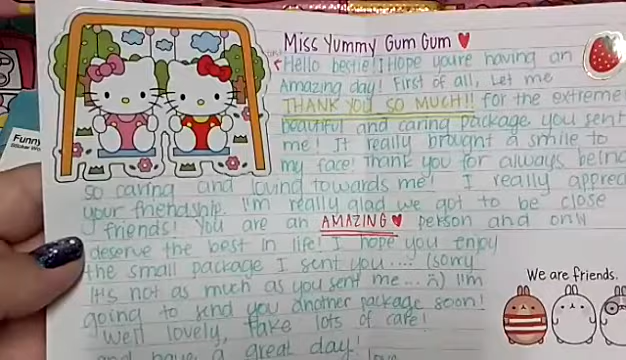 Miss Yummy Gum Gum
Hello bestie! I Hope you're having an
Amazing day! First of all, Let me
THANK YOU SO MUCH!! for the extreme
beautiful and caring package you sent
me! It really brought a smile to
my face! Thank you for always being
so caring and loving towards me! I really apprec
your friendship. I'm really glad we got to be close
friends! You are an AMAZING person and only
deserve the best in life! I hope you enjoy
the small package I sent you.... (sorry
It's not as much as you sent me... ) I'm
going to send you another package soon!
Well lovely, take lots of care!
and have a great day!
Love
We are friends.
Funny
Sticker